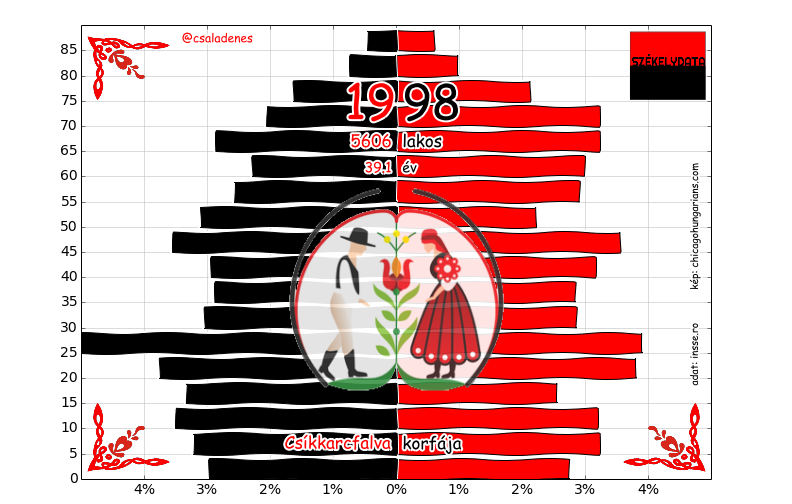 @csaladenes
SZÉKELYDATA
1998
5606 lakos
39.1 év
kép: chicagohungarians.com
adat: insse.ro
Csíkkarcfalva korfája
85
80
75
70
65
60
55
50
45
40
35
30
25
20
15
10
5
0
4% 3% 2% 1% 0% 1% 2% 3% 4%